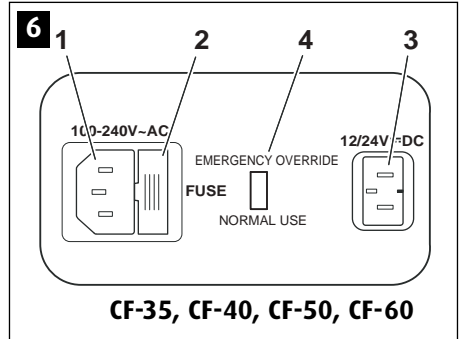 6
1 2 4 3
100-240V~AC
12/24V⎓DC
EMERGENCY OVERRIDE
FUSE
NORMAL USE
CF-35, CF-40, CF-50, CF-60